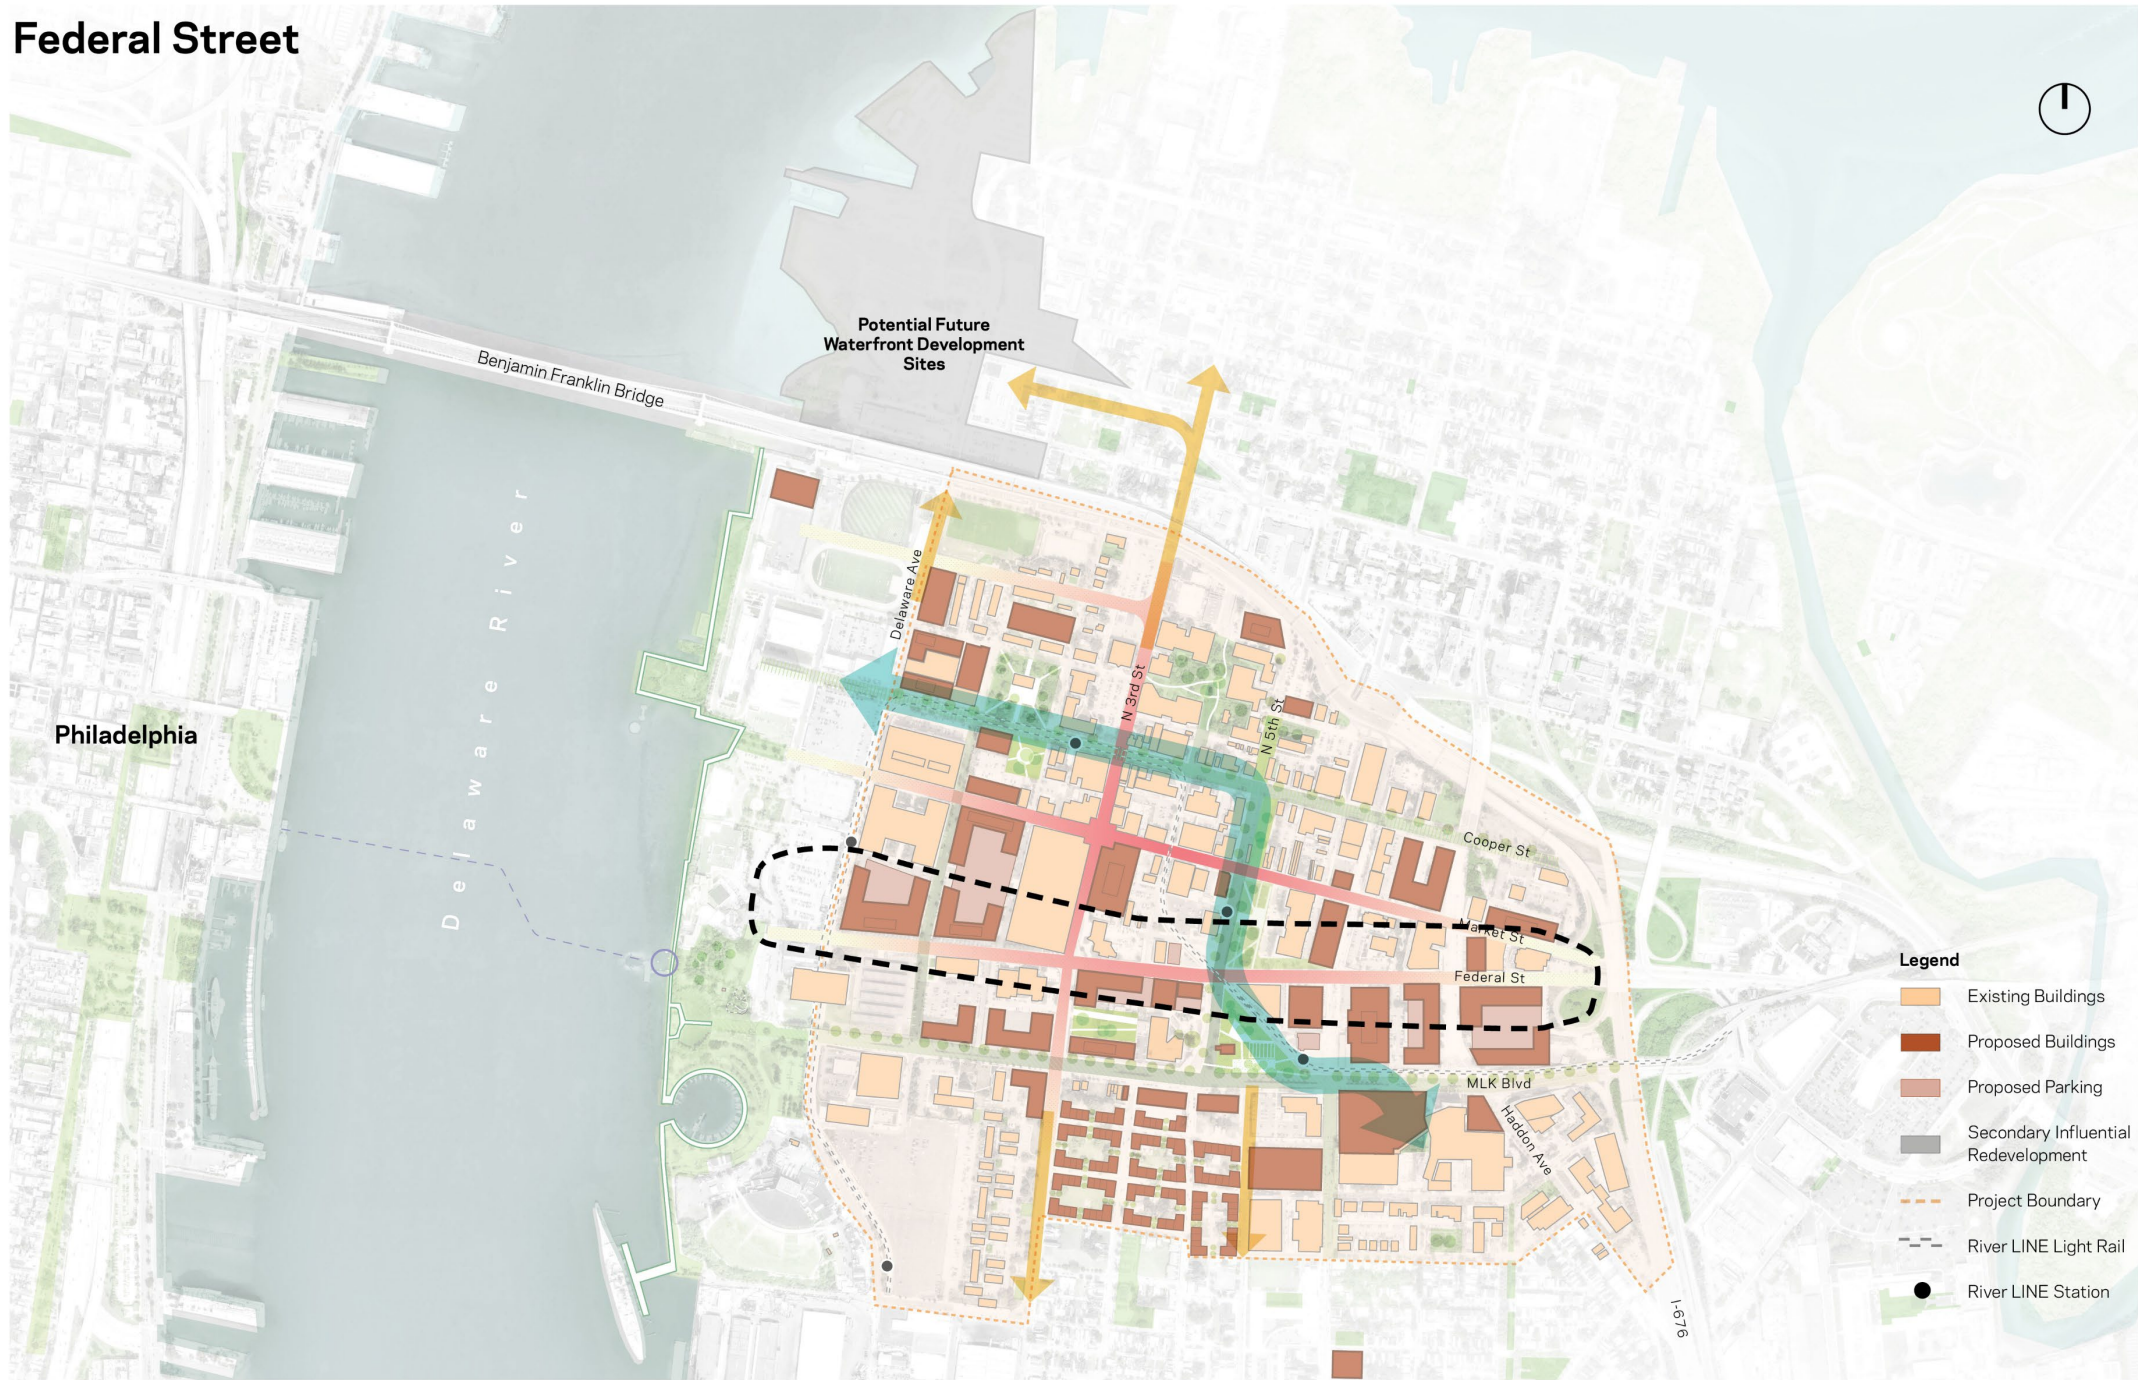 Federal Street
Potential Future
Waterfront Development
Sites
Benjamin Franklin Bridge
Delaware River
Philadelphia
Delaware Ave
N 3rd St
N 5th St
Cooper St
Market St
Federal St
MLK Blvd
Haddon Ave
I-676
Legend
Existing Buildings
Proposed Buildings
Proposed Parking
Secondary Influential
Redevelopment
Project Boundary
River LINE Light Rail
River LINE Station